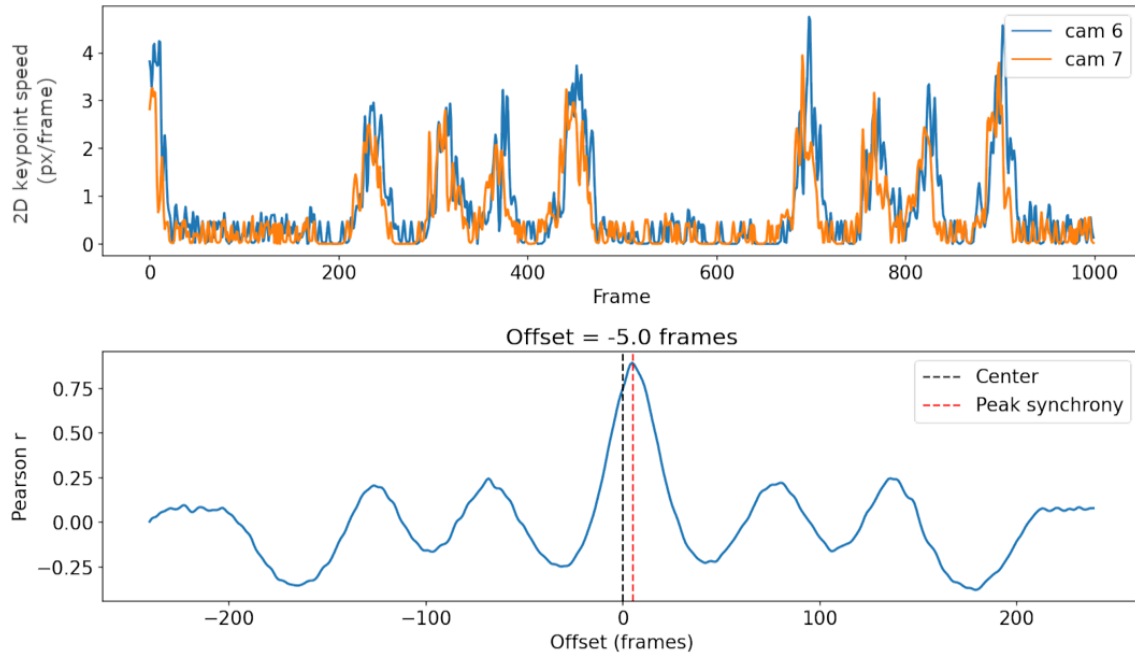 2D keypoint speed
(px/frame)
4
3
2
1
0
cam 6
cam 7
0
200
400
600
800
1000
Frame
Offset = -5.0 frames
Pearson r
0.75
0.50
0.25
0.00
−0.25
Center
Peak synchrony
−200
−100
0
100
200
Offset (frames)